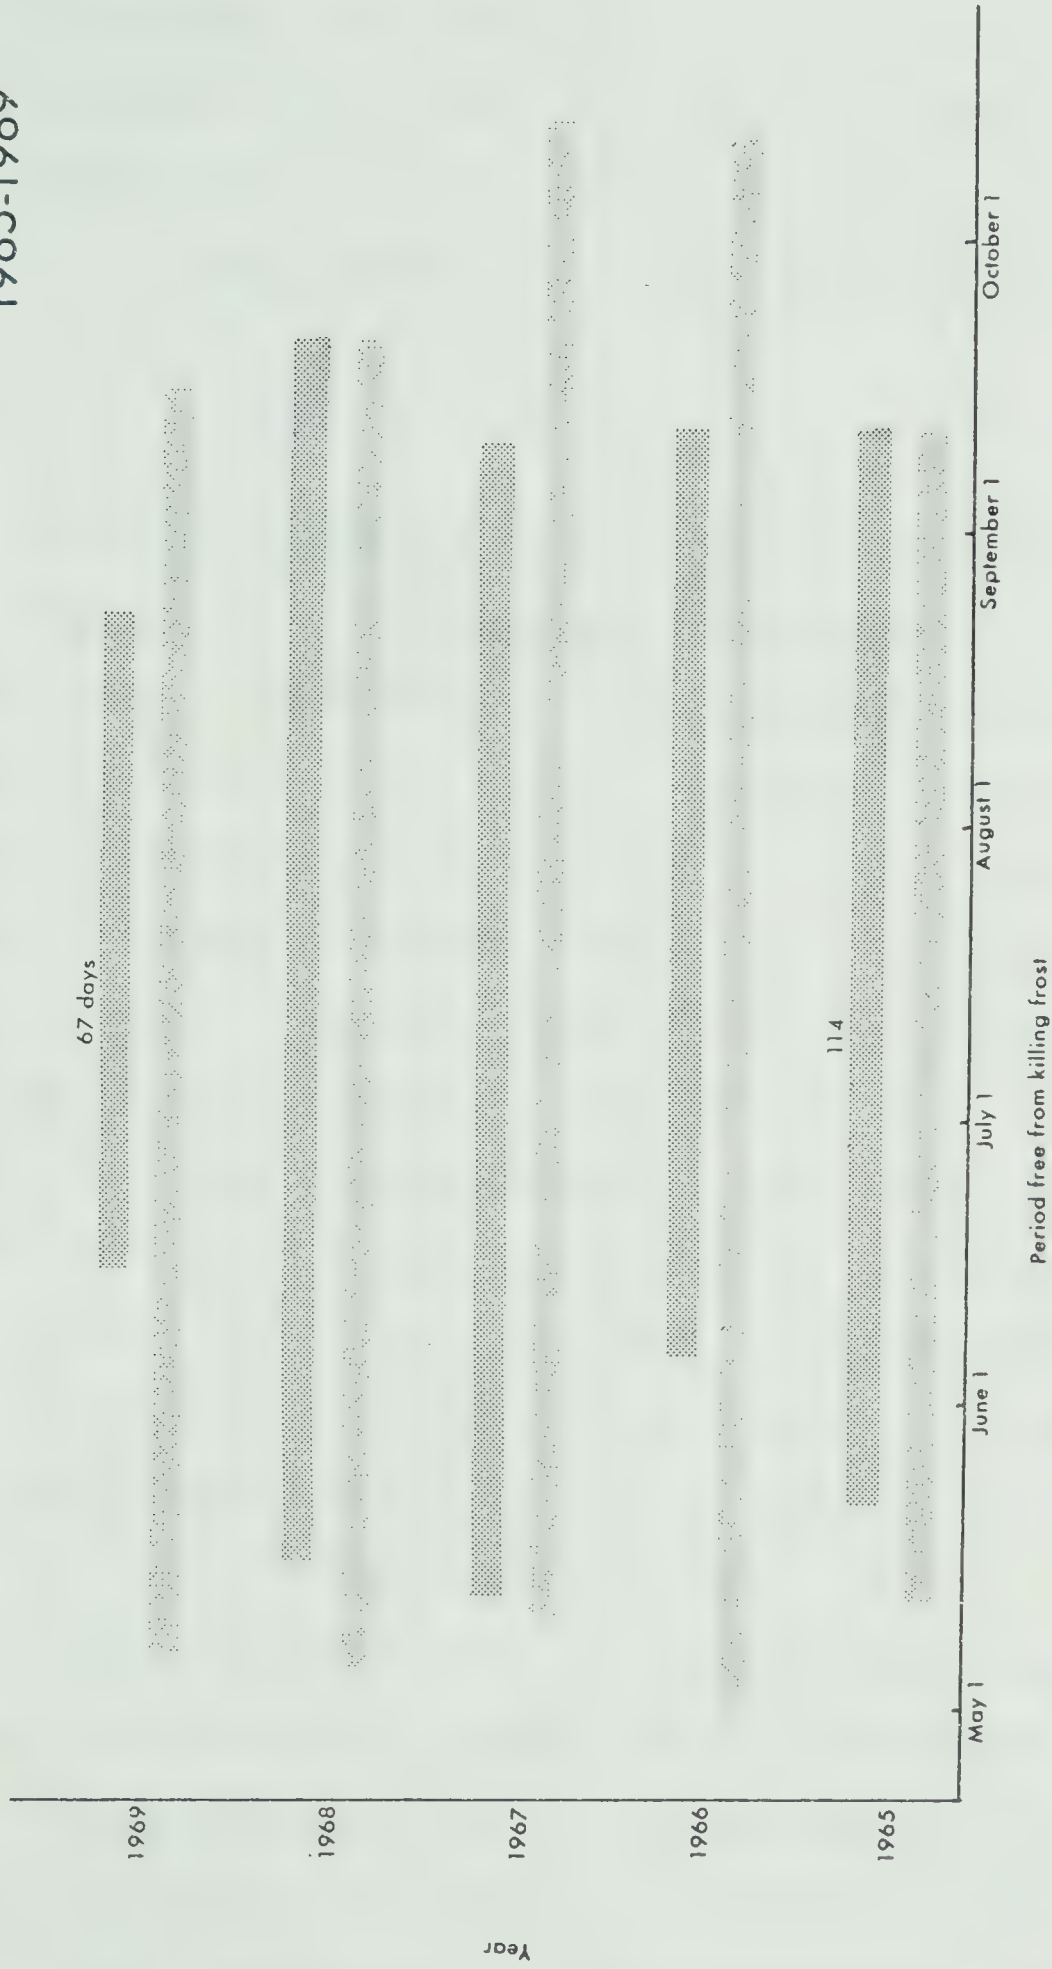 1965-1969
Year
1969
1968
1967
1966
1965
67 days
114
May 1
June 1
July 1
August 1
September 1
October 1
Period free from killing frost